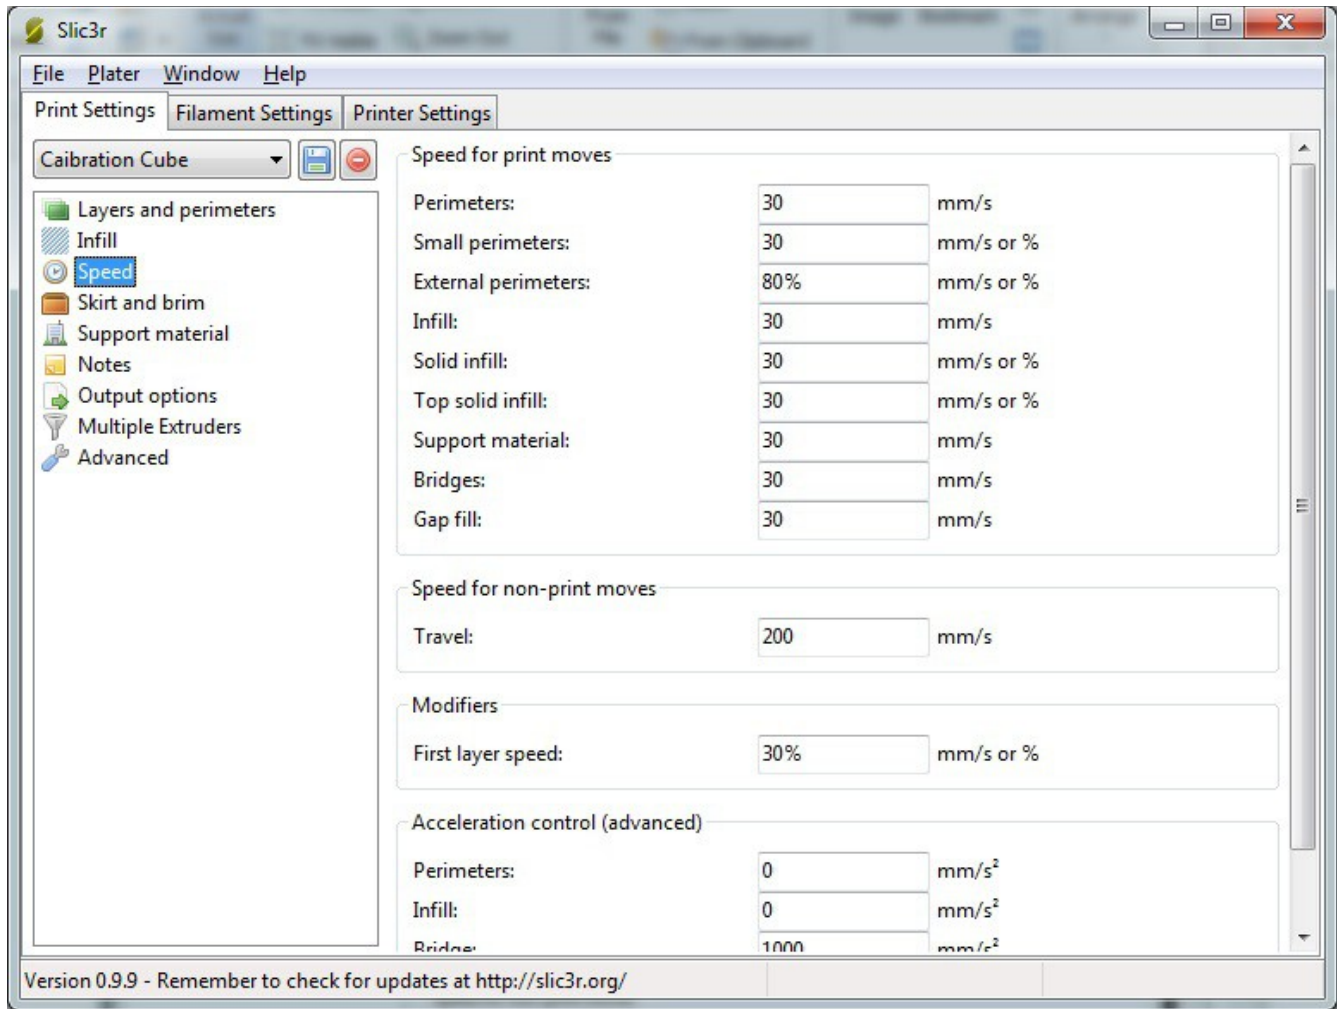 Slic3r
File Plater Window Help
Print Settings Filament Settings Printer Settings
Caibration Cube
Layers and perimeters
Infill
Speed
Skirt and brim
Support material
Notes
Output options
Multiple Extruders
Advanced
Speed for print moves
Perimeters: 30 mm/s
Small perimeters: 30 mm/s or %
External perimeters: 80% mm/s or %
Infill: 30 mm/s
Solid infill: 30 mm/s or %
Top solid infill: 30 mm/s or %
Support material: 30 mm/s
Bridges: 30 mm/s
Gap fill: 30 mm/s
Speed for non-print moves
Travel: 200 mm/s
Modifiers
First layer speed: 30% mm/s or %
Acceleration control (advanced)
Perimeters: 0 mm/s²
Infill: 0 mm/s²
Bridge: 1000 mm/s²
Version 0.9.9 - Remember to check for updates at http://slic3r.org/